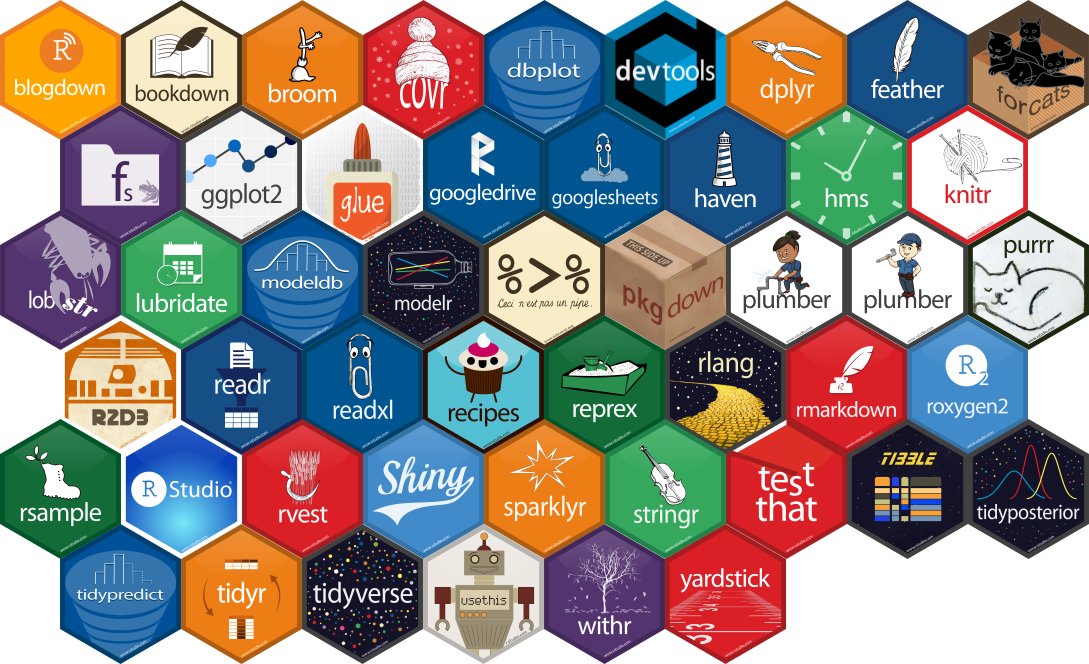 blogdown
bookdown
broom
covr
dbplot
devtools
dplyr
feather
forcats
fs
ggplot2
glue
googledrive
googlesheets
haven
hms
knitr
lobstr
lubridate
modeldb
modelr
%>%
Ceci n'est pas un pipe.
THIS SIDE UP
pkgdown
plumber
plumber
purrr
R2D3
readr
readxl
recipes
reprex
rlang
rmarkdown
R2
roxygen2
rsample
R Studio
rvest
Shiny
sparklyr
stringr
test
that
TIBBLE
tidyposterior
tidypredict
tidyr
tidyverse
usethis
withr
yardstick